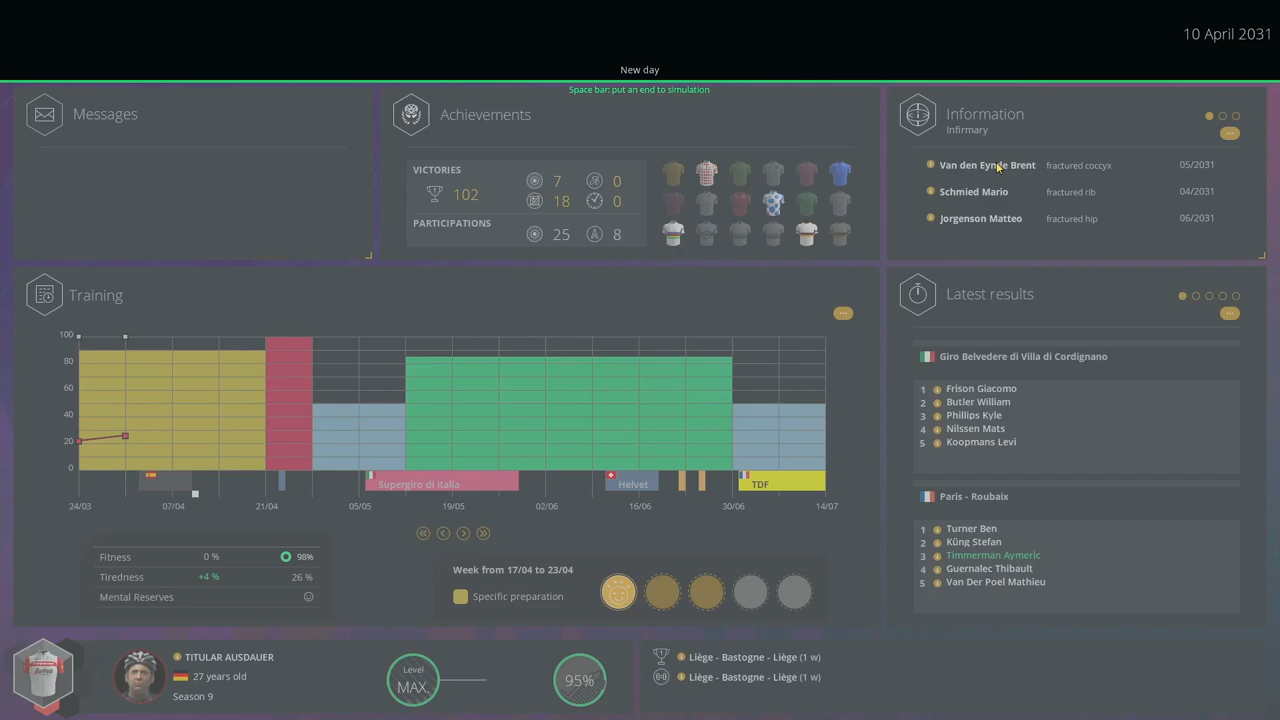 10 April 2031
New day
Space bar: put an end to simulation
Messages
Achievements
VICTORIES
102
7
0
18
0
PARTICIPATIONS
25
8
Information
Infirmary
Van den Eynde Brent fractured coccyx 05/2031
Schmied Mario fractured rib 04/2031
Jorgenson Matteo fractured hip 06/2031
Training
100
80
60
40
20
0
Supergiro di Italia
Helvet
TDF
24/03 07/04 21/04 05/05 19/05 02/06 16/06 30/06 14/07
Fitness 0 % 98%
Tiredness +4 % 26 %
Mental Reserves
Week from 17/04 to 23/04
Specific preparation
Latest results
Giro Belvedere di Villa di Cordignano
1 Frison Giacomo
2 Butler William
3 Phillips Kyle
4 Nilssen Mats
5 Koopmans Levi
Paris - Roubaix
1 Turner Ben
2 Küng Stefan
3 Timmerman Aymeric
4 Guernalec Thibault
5 Van Der Poel Mathieu
TITULAR AUSDAUER
27 years old
Season 9
Level
MAX.
95%
Liège - Bastogne - Liège (1 w)
Liège - Bastogne - Liège (1 w)